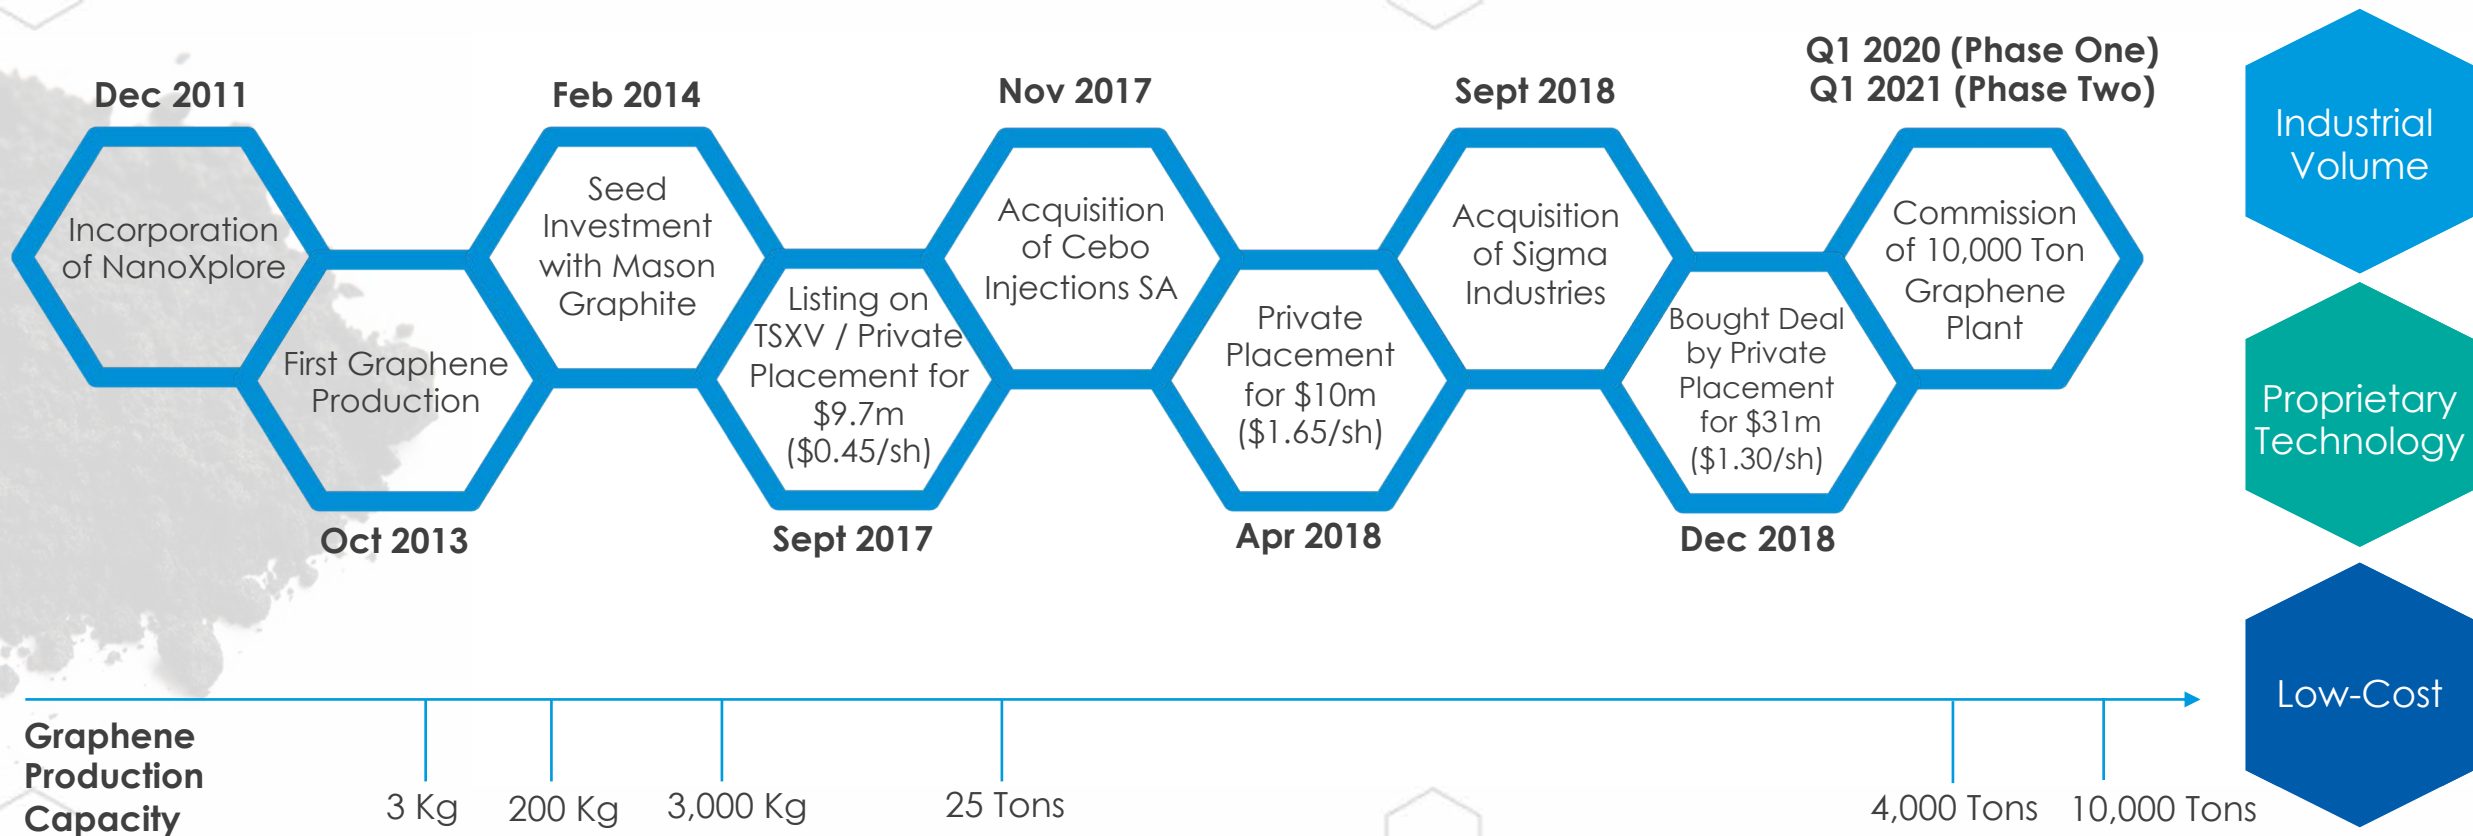 Dec 2011
Incorporation
of NanoXplore
First Graphene
Production
Oct 2013
Feb 2014
Seed
Investment
with Mason
Graphite
Listing on
TSXV / Private
Placement for
$9.7m
($0.45/sh)
Sept 2017
Nov 2017
Acquisition
of Cebo
Injections SA
Private
Placement
for $10m
($1.65/sh)
Apr 2018
Sept 2018
Acquisition
of Sigma
Industries
Bought Deal
by Private
Placement
for $31m
($1.30/sh)
Dec 2018
Q1 2020 (Phase One)
Q1 2021 (Phase Two)
Commission
of 10,000 Ton
Graphene
Plant
Industrial
Volume
Proprietary
Technology
Low-Cost
Graphene
Production
Capacity
3 Kg
200 Kg
3,000 Kg
25 Tons
4,000 Tons
10,000 Tons